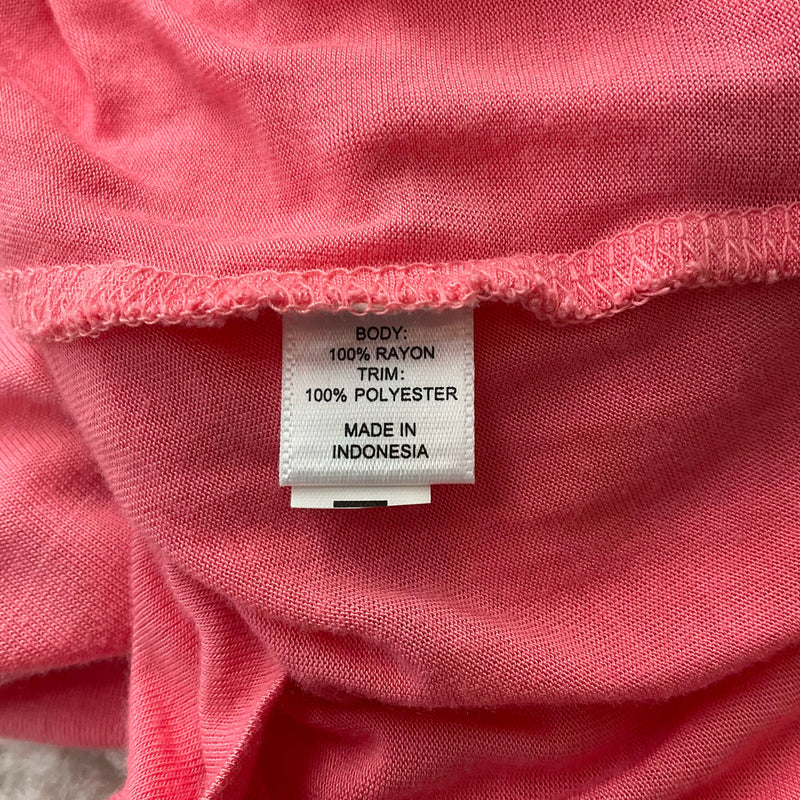 BODY:
100% RAYON
TRIM:
100% POLYESTER
MADE IN
INDONESIA